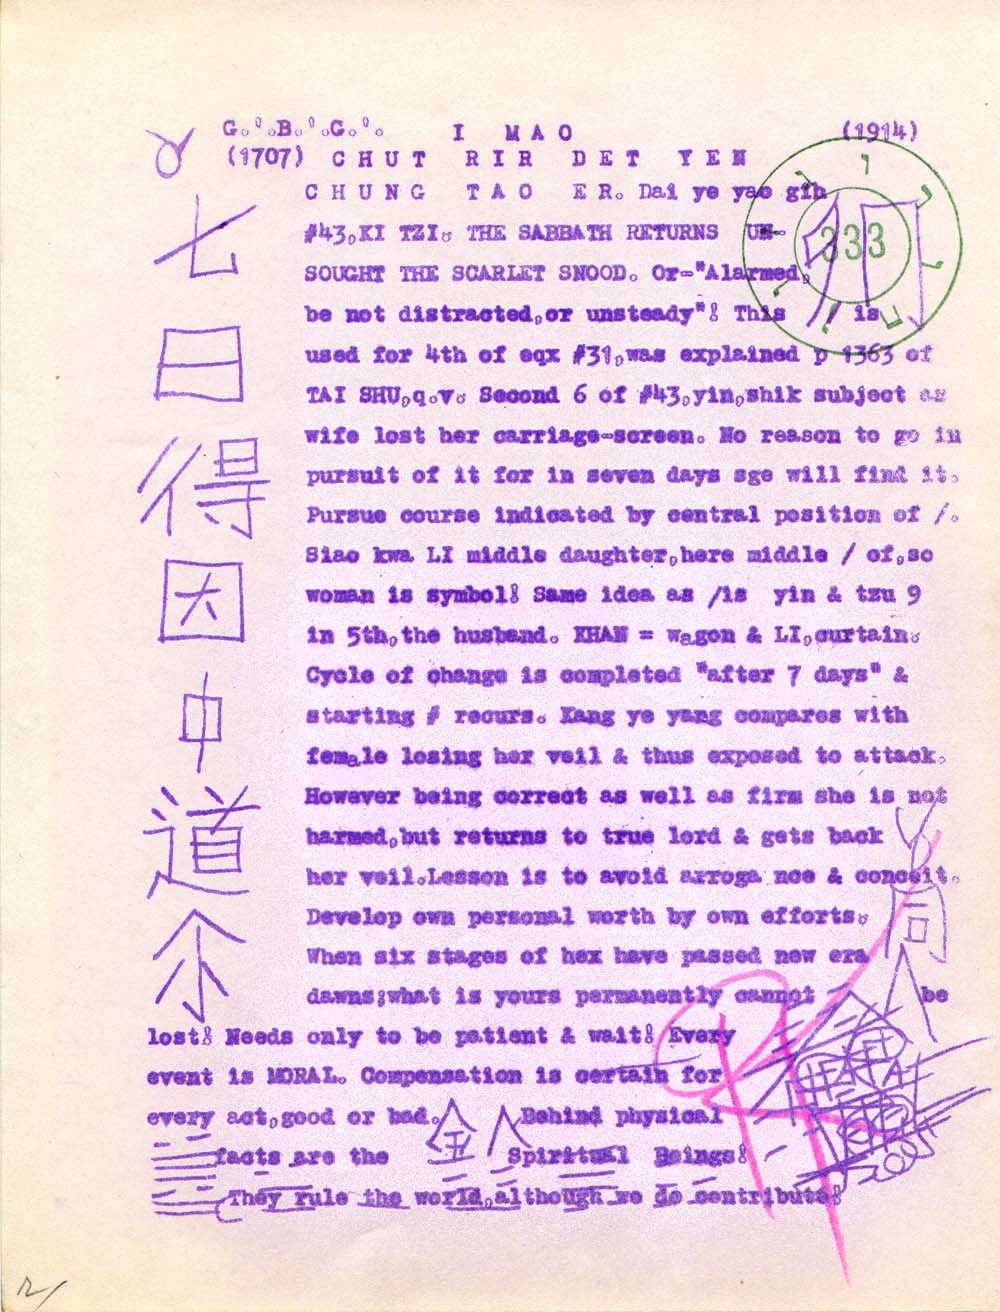 G.°.B.°.G.°. I MAO (1914)
(1707) CHUT RIR DET YEN
CHUNG TAO ER. Dai ye yao gih
#43,KI TZI. THE SABBATH RETURNS UN-
SOUGHT THE SCARLET SNOOD. Or-"Alarmed,
be not distracted,or unsteady"! This / is
used for 4th of eqx #31,was explained p 1363 of
TAI SHU,q.v. Second 6 of #43,yin,shik subject as
wife lost her carriage-screen. No reason to go in
pursuit of it for in seven days sge will find it.
Pursue course indicated by central position of /.
Siao kwa LI middle daughter,here middle / of,so
woman is symbol! Same idea as /is yin & tzu 9
in 5th,the husband. KHAN = wagon & LI,curtain.
Cycle of change is completed "after 7 days" &
starting # recurs. Kang ye yang compares with
female losing her veil & thus exposed to attack.
However being correct as well as firm she is not
harmed,but returns to true lord & gets back
her veil.Lesson is to avoid arroga nce & conceit.
Develop own personal worth by own efforts.
When six stages of hex have passed new era
dawns;what is yours permanently cannot be
lost! Needs only to be patient & wait! Every
event is MORAL. Compensation is certain for
every act,good or bad. Behind physical
facts are the Spiritual Beings!
They rule the world,although we do contribute!
七
日
得
因
中
道
尒
333